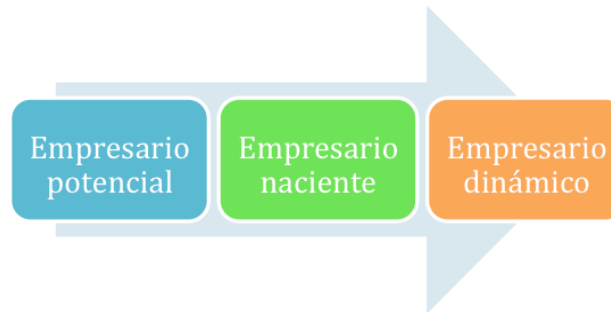 Empresario
potencial
Empresario
naciente
Empresario
dinámico